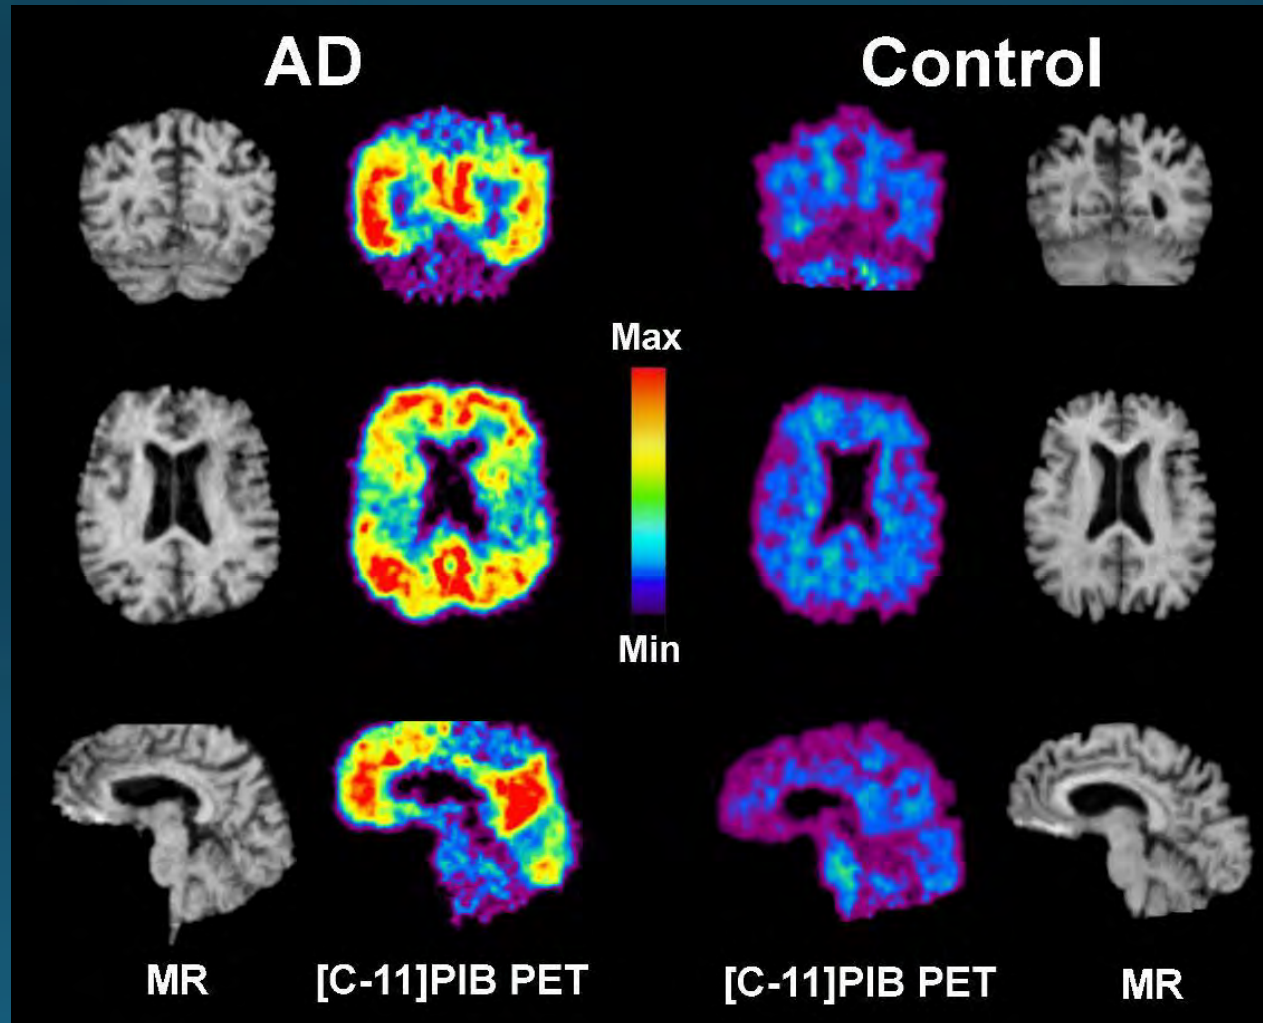 AD
Control
Max
Min
MR
[C-11]PIB PET
[C-11]PIB PET
MR